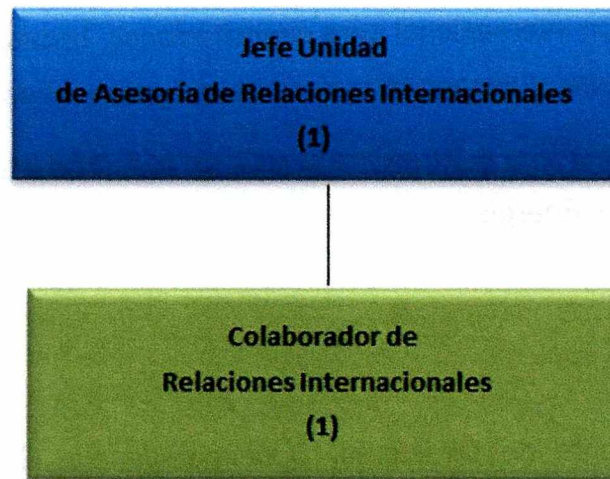 Jefe Unidad
de Asesoría de Relaciones Internacionales
(1)
Colaborador de
Relaciones Internacionales
(1)